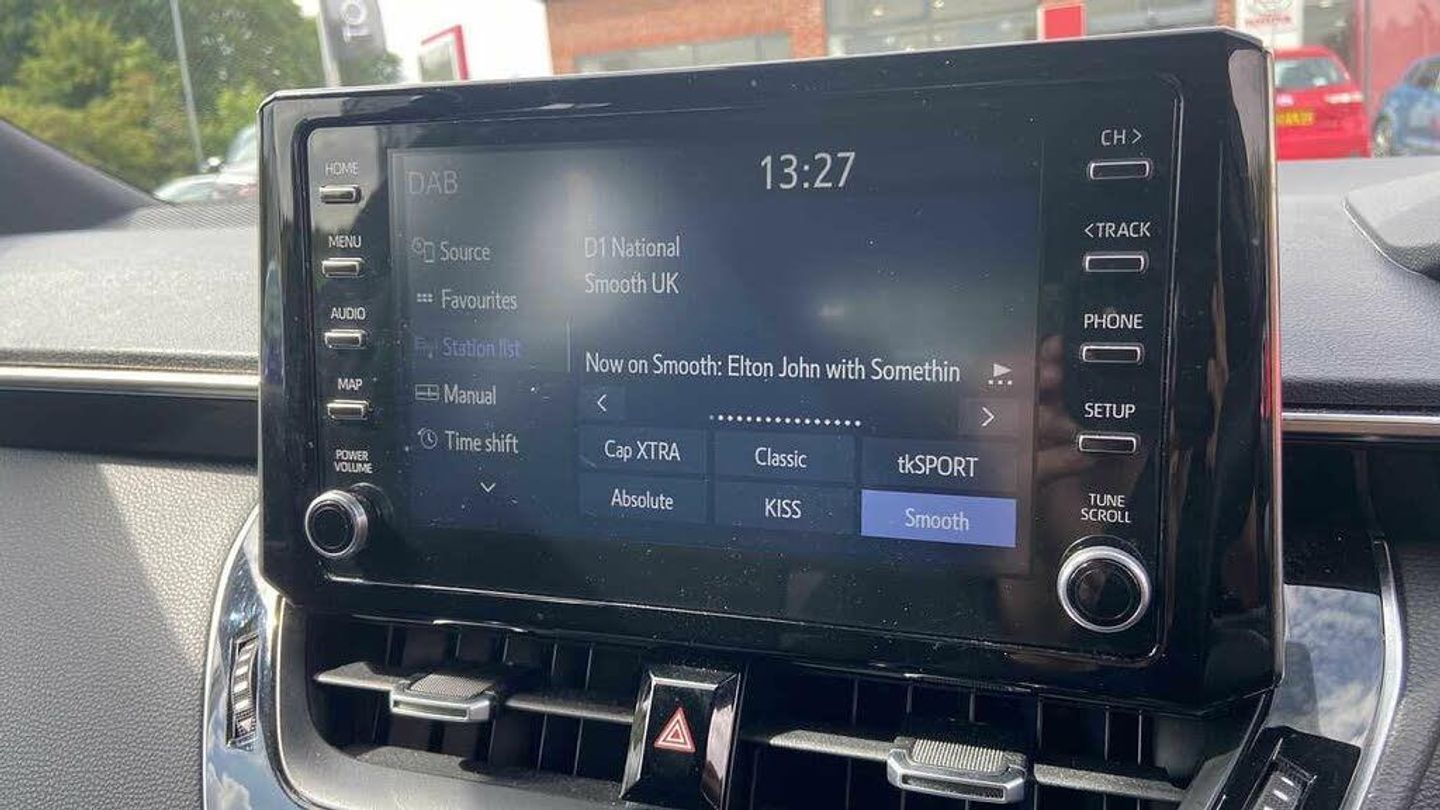 HOME
MENU
AUDIO
MAP
POWER
VOLUME
DAB
13:27
Source
Favourites
Station list
Manual
Time shift
D1 National
Smooth UK
Now on Smooth: Elton John with Somethin
Cap XTRA
Classic
tkSPORT
Absolute
KISS
Smooth
CH >
<TRACK
PHONE
SETUP
TUNE
SCROLL